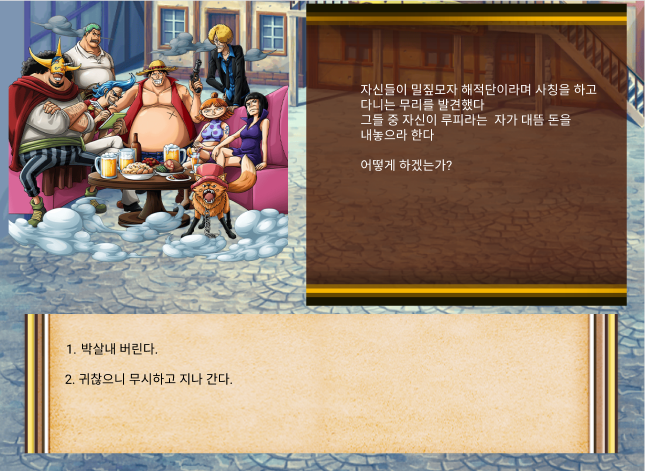 자신들이 밀짚모자 해적단이라며 사칭을 하고
다니는 무리를 발견했다
그들 중 자신이 루피라는 자가 대뜸 돈을
내놓으라 한다
어떻게 하겠는가?
1. 박살내 버린다.
2. 귀찮으니 무시하고 지나 간다.